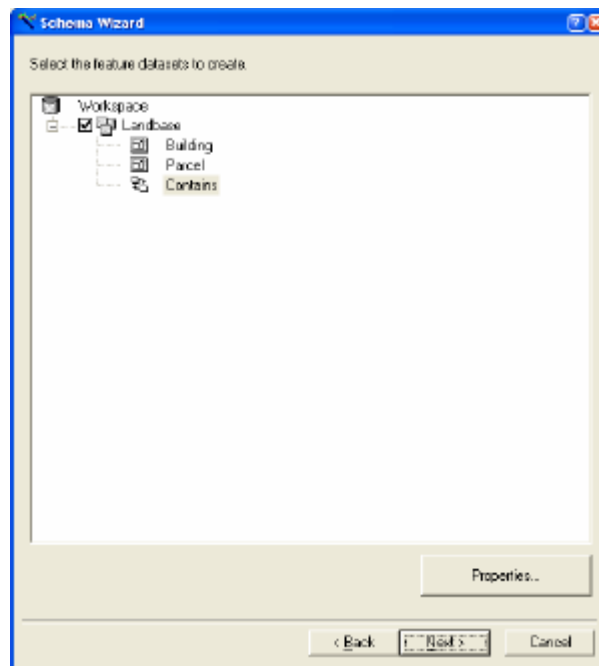 Schema Wizard
Select the feature datasets to create.
Workspace
Landbase
Building
Parcel
Contains
Properties...
< Back
Next >
Cancel